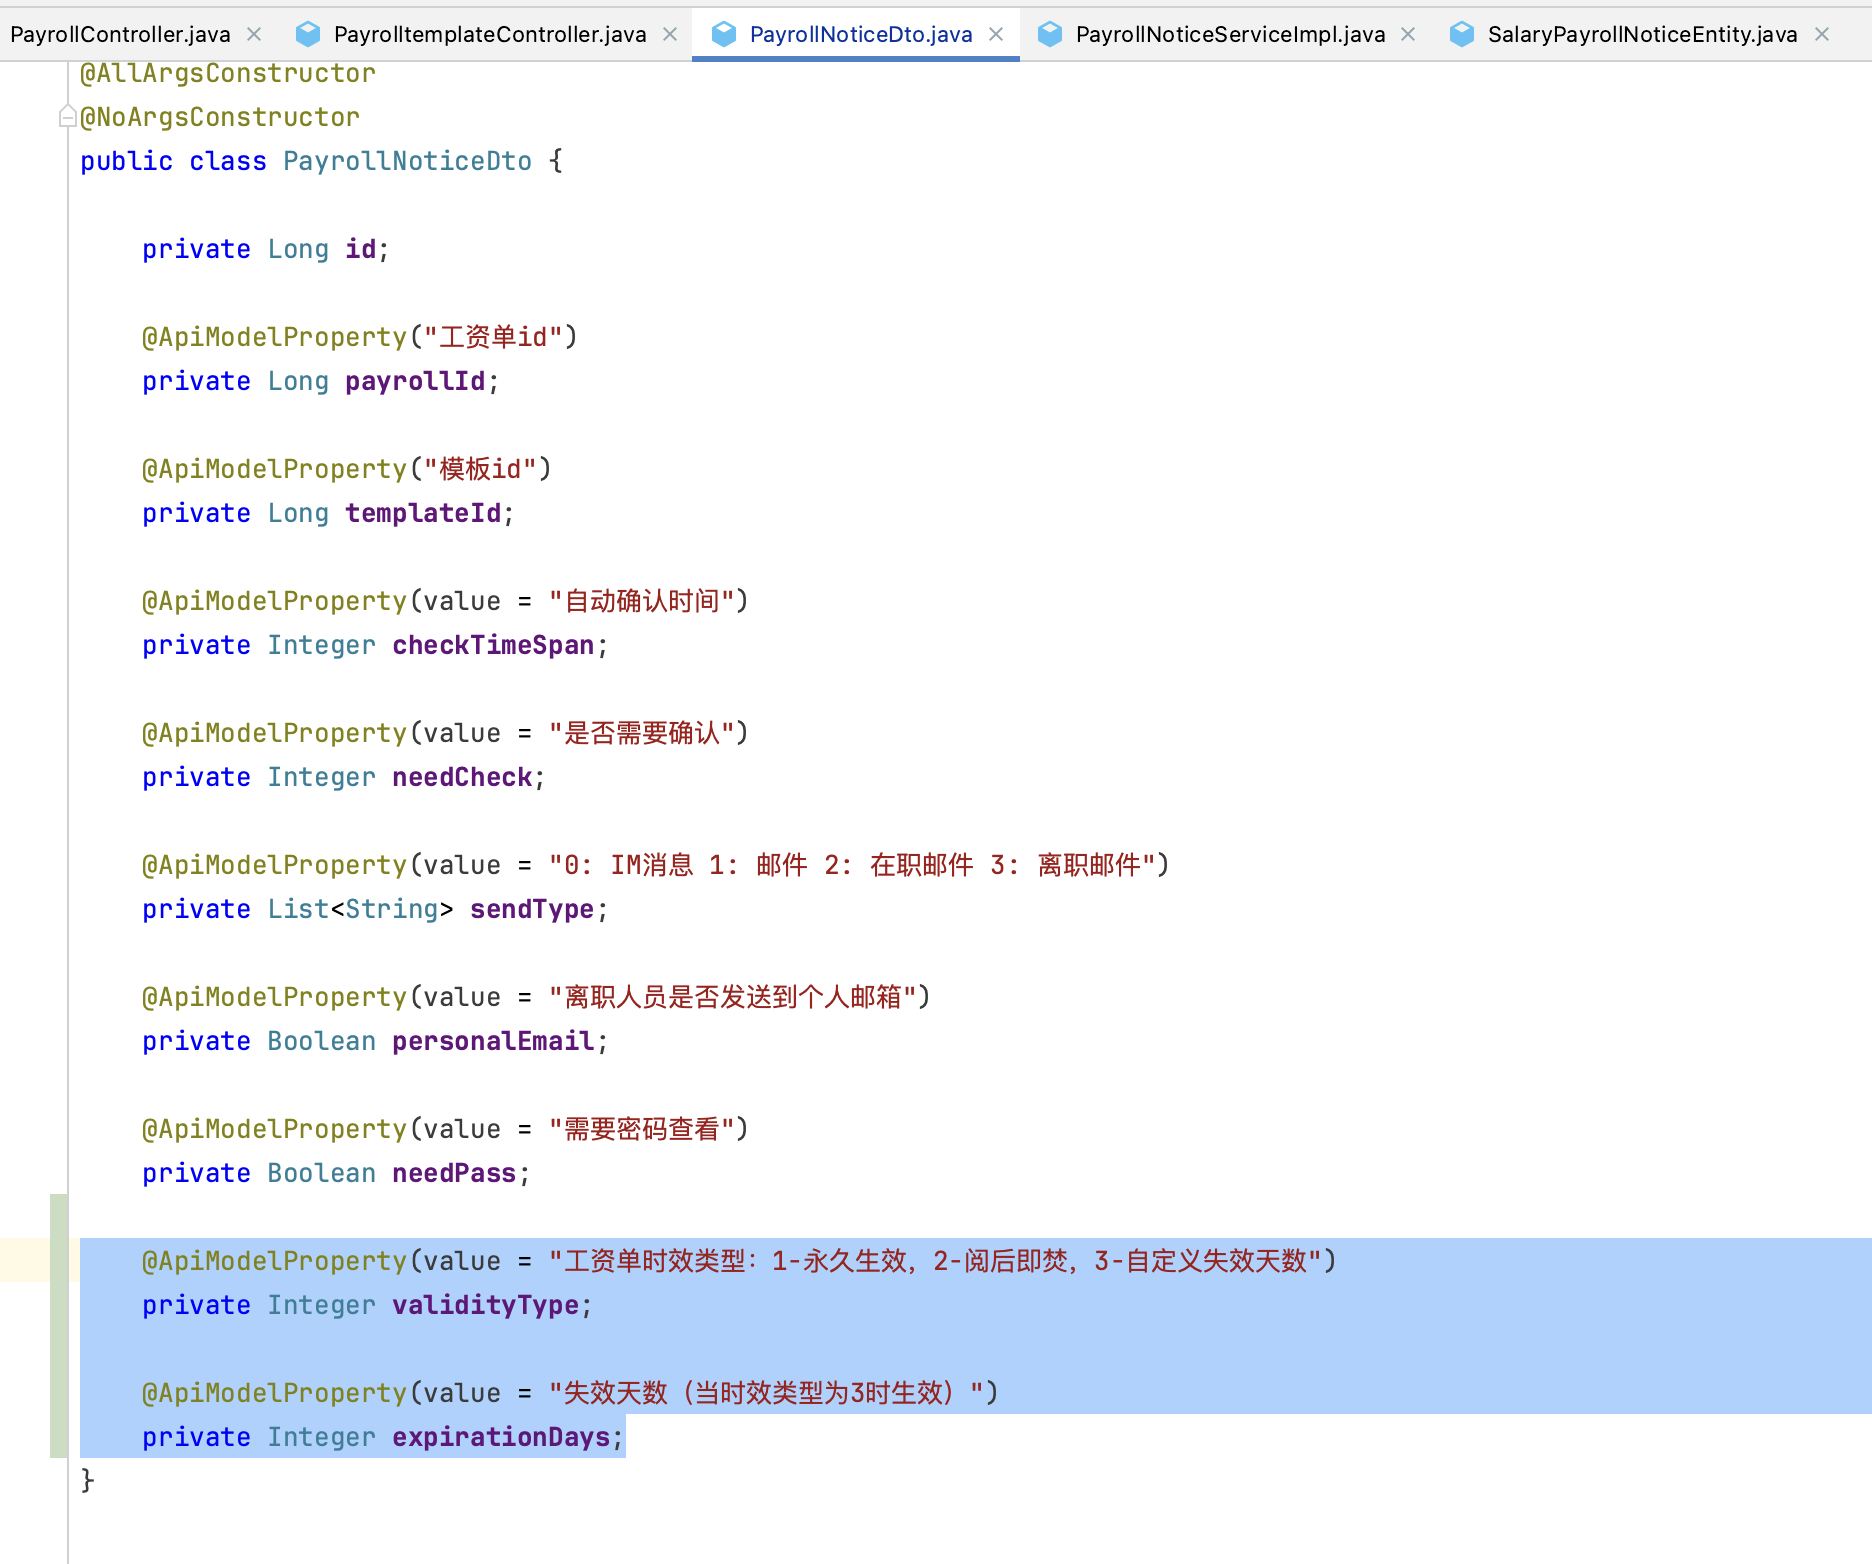 PayrollController.java PayrolltemplateController.java PayrollNoticeDto.java PayrollNoticeServiceImpl.java SalaryPayrollNoticeEntity.java
@AllArgsConstructor
@NoArgsConstructor
public class PayrollNoticeDto {
private Long id;
@ApiModelProperty("工资单id")
private Long payrollId;
@ApiModelProperty("模板id")
private Long templateId;
@ApiModelProperty(value = "自动确认时间")
private Integer checkTimeSpan;
@ApiModelProperty(value = "是否需要确认")
private Integer needCheck;
@ApiModelProperty(value = "0: IM消息 1: 邮件 2: 在职邮件 3: 离职邮件")
private List<String> sendType;
@ApiModelProperty(value = "离职人员是否发送到个人邮箱")
private Boolean personalEmail;
@ApiModelProperty(value = "需要密码查看")
private Boolean needPass;
@ApiModelProperty(value = "工资单时效类型：1-永久生效，2-阅后即焚，3-自定义失效天数")
private Integer validityType;
@ApiModelProperty(value = "失效天数（当时效类型为3时生效）")
private Integer expirationDays;
}